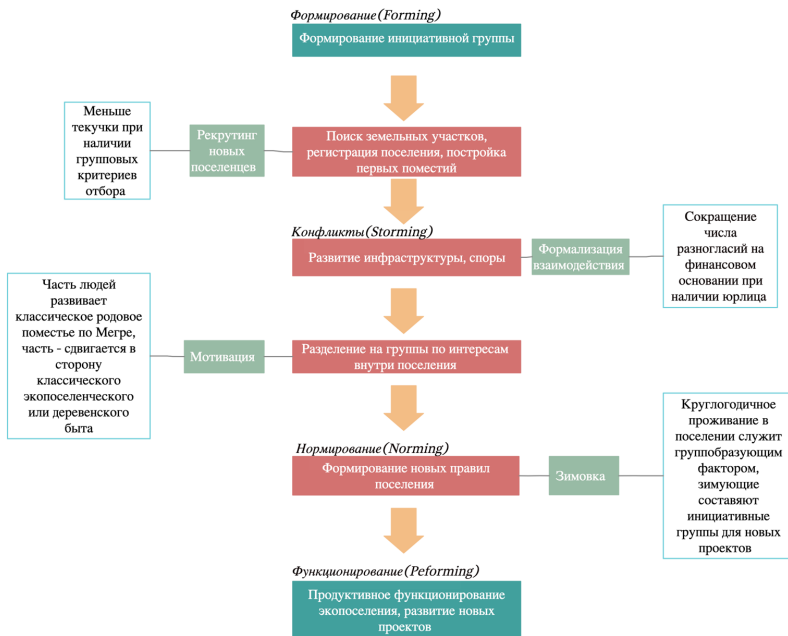 Формирование(Forming)
Формирование инициативной группы
Меньше
текучки при
наличии
групповых
критериев
отбора
Рекрутинг
новых
поселенцев
Поиск земельных участков,
регистрация поселения, постройка
первых поместий
Конфликты(Storming)
Развитие инфраструктуры, споры
Формализация
взаимодействия
Сокращение
числа
разногласий на
финансовом
основании при
наличии юрлица
Часть людей
развивает
классическое родовое
поместье по Мегре,
часть - сдвигается в
сторону
классического
экопоселенческого
или деревенского
быта
Мотивация
Разделение на группы по интересам
внутри поселения
Нормирование(Norming)
Формирование новых правил
поселения
Зимовка
Круглогодичное
проживание в
поселении служит
группобразующим
фактором,
зимующие
составяют
инициативные
группы для новых
проектов
Функционирование(Peforming)
Продуктивное функционирование
экопоселения, развитие новых
проектов